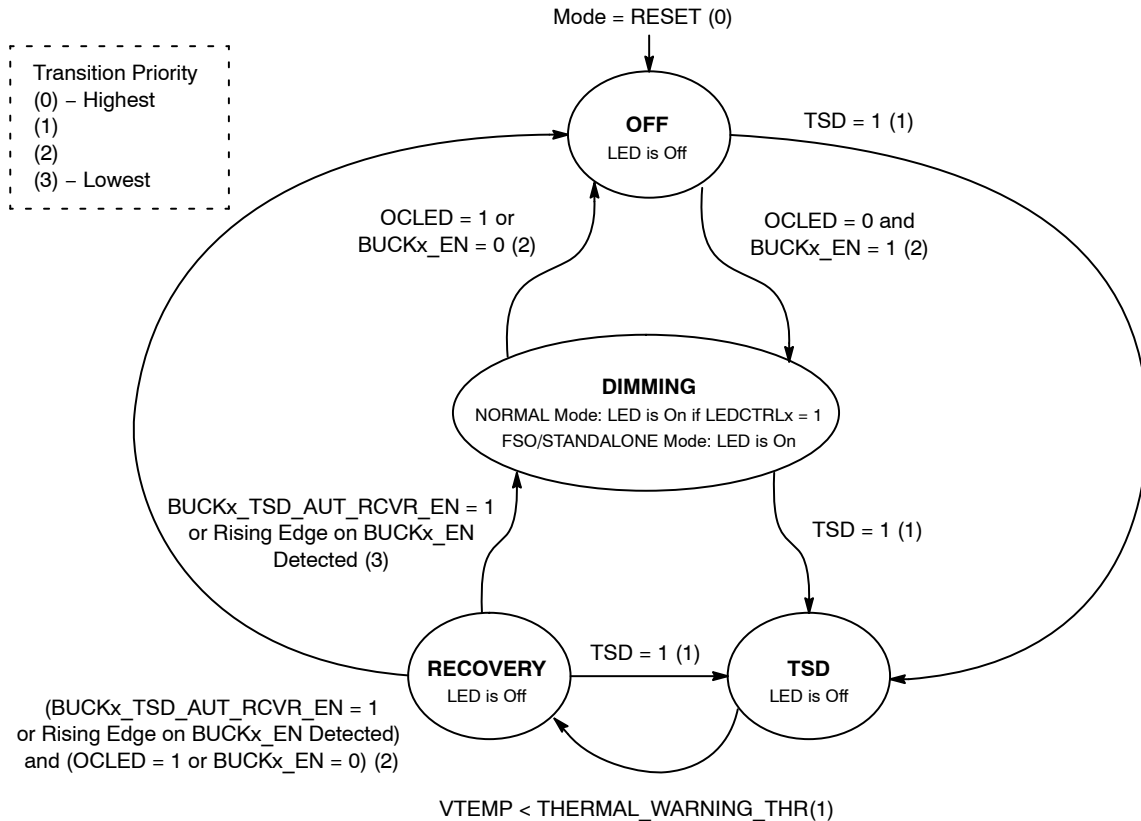 Mode = RESET (0)
Transition Priority
(0) – Highest
(1)
(2)
(3) – Lowest
OFF
LED is Off
TSD = 1 (1)
OCLED = 1 or
BUCKx_EN = 0 (2)
OCLED = 0 and
BUCKx_EN = 1 (2)
DIMMING
NORMAL Mode: LED is On if LEDCTRLx = 1
FSO/STANDALONE Mode: LED is On
BUCKx_TSD_AUT_RCVR_EN = 1
or Rising Edge on BUCKx_EN
Detected (3)
TSD = 1 (1)
RECOVERY
LED is Off
TSD = 1 (1)
TSD
LED is Off
(BUCKx_TSD_AUT_RCVR_EN = 1
or Rising Edge on BUCKx_EN Detected)
and (OCLED = 1 or BUCKx_EN = 0) (2)
VTEMP < THERMAL_WARNING_THR(1)